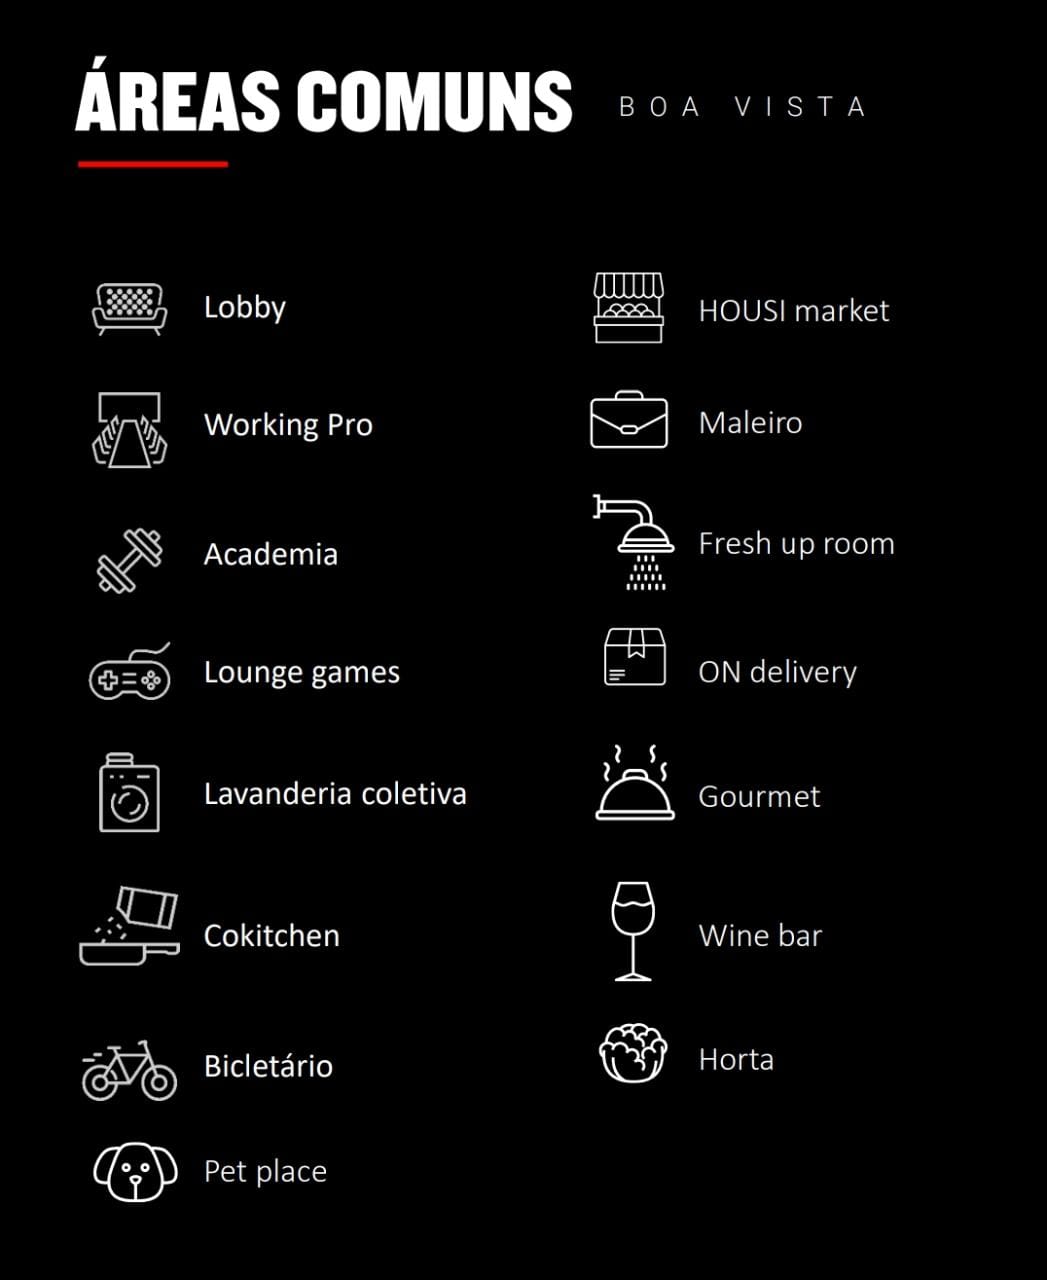 ÁREAS COMUNS
BOA VISTA
Lobby
Working Pro
Academia
Lounge games
Lavanderia coletiva
Cokitchen
Bicletário
Pet place
HOUSI market
Maleiro
Fresh up room
ON delivery
Gourmet
Wine bar
Horta